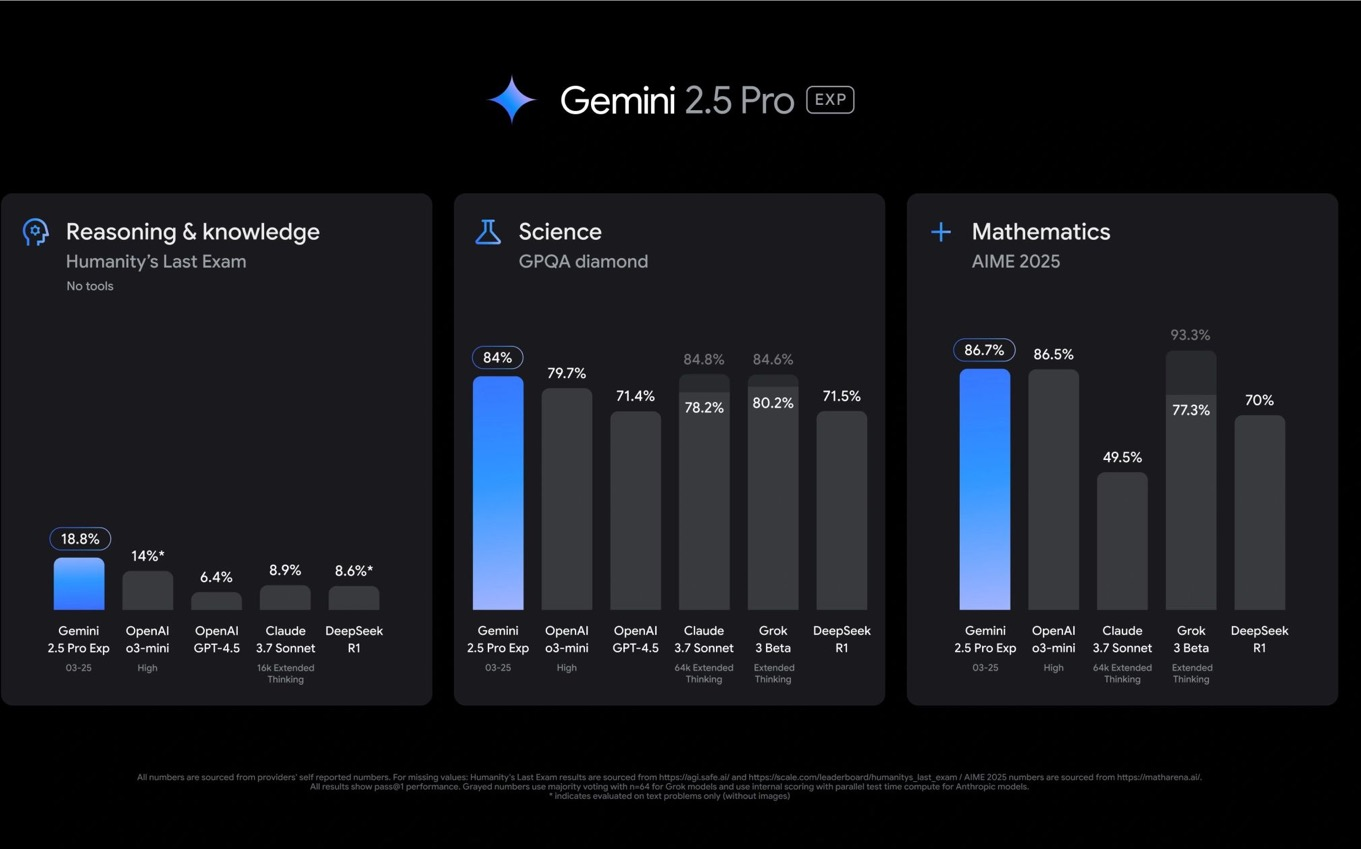 Gemini 2.5 Pro EXP
Reasoning & knowledge
Humanity's Last Exam
No tools
18.8%
14%*
6.4%
8.9%
8.6%*
Gemini
2.5 Pro Exp
03-25
OpenAI
o3-mini
High
OpenAI
GPT-4.5
Claude
3.7 Sonnet
16k Extended
Thinking
DeepSeek
R1
Science
GPQA diamond
84%
79.7%
71.4%
84.8%
78.2%
84.6%
80.2%
71.5%
Gemini
2.5 Pro Exp
03-25
OpenAI
o3-mini
High
OpenAI
GPT-4.5
Claude
3.7 Sonnet
64k Extended
Thinking
Grok
3 Beta
Extended
Thinking
DeepSeek
R1
Mathematics
AIME 2025
86.7%
86.5%
49.5%
93.3%
77.3%
70%
Gemini
2.5 Pro Exp
03-25
OpenAI
o3-mini
High
Claude
3.7 Sonnet
64k Extended
Thinking
Grok
3 Beta
Extended
Thinking
DeepSeek
R1
All numbers are sourced from providers' self reported numbers. For missing values: Humanity's Last Exam results are sourced from https://agi.safe.ai/ and https://scale.com/leaderboard/humanitys_last_exam / AIME 2025 numbers are sourced from https://matharena.ai/.
All results show pass@1 performance. Grayed numbers use majority voting with n=64 for Grok models and use internal scoring with parallel test time compute for Anthropic models.
* indicates evaluated on text problems only (without images)